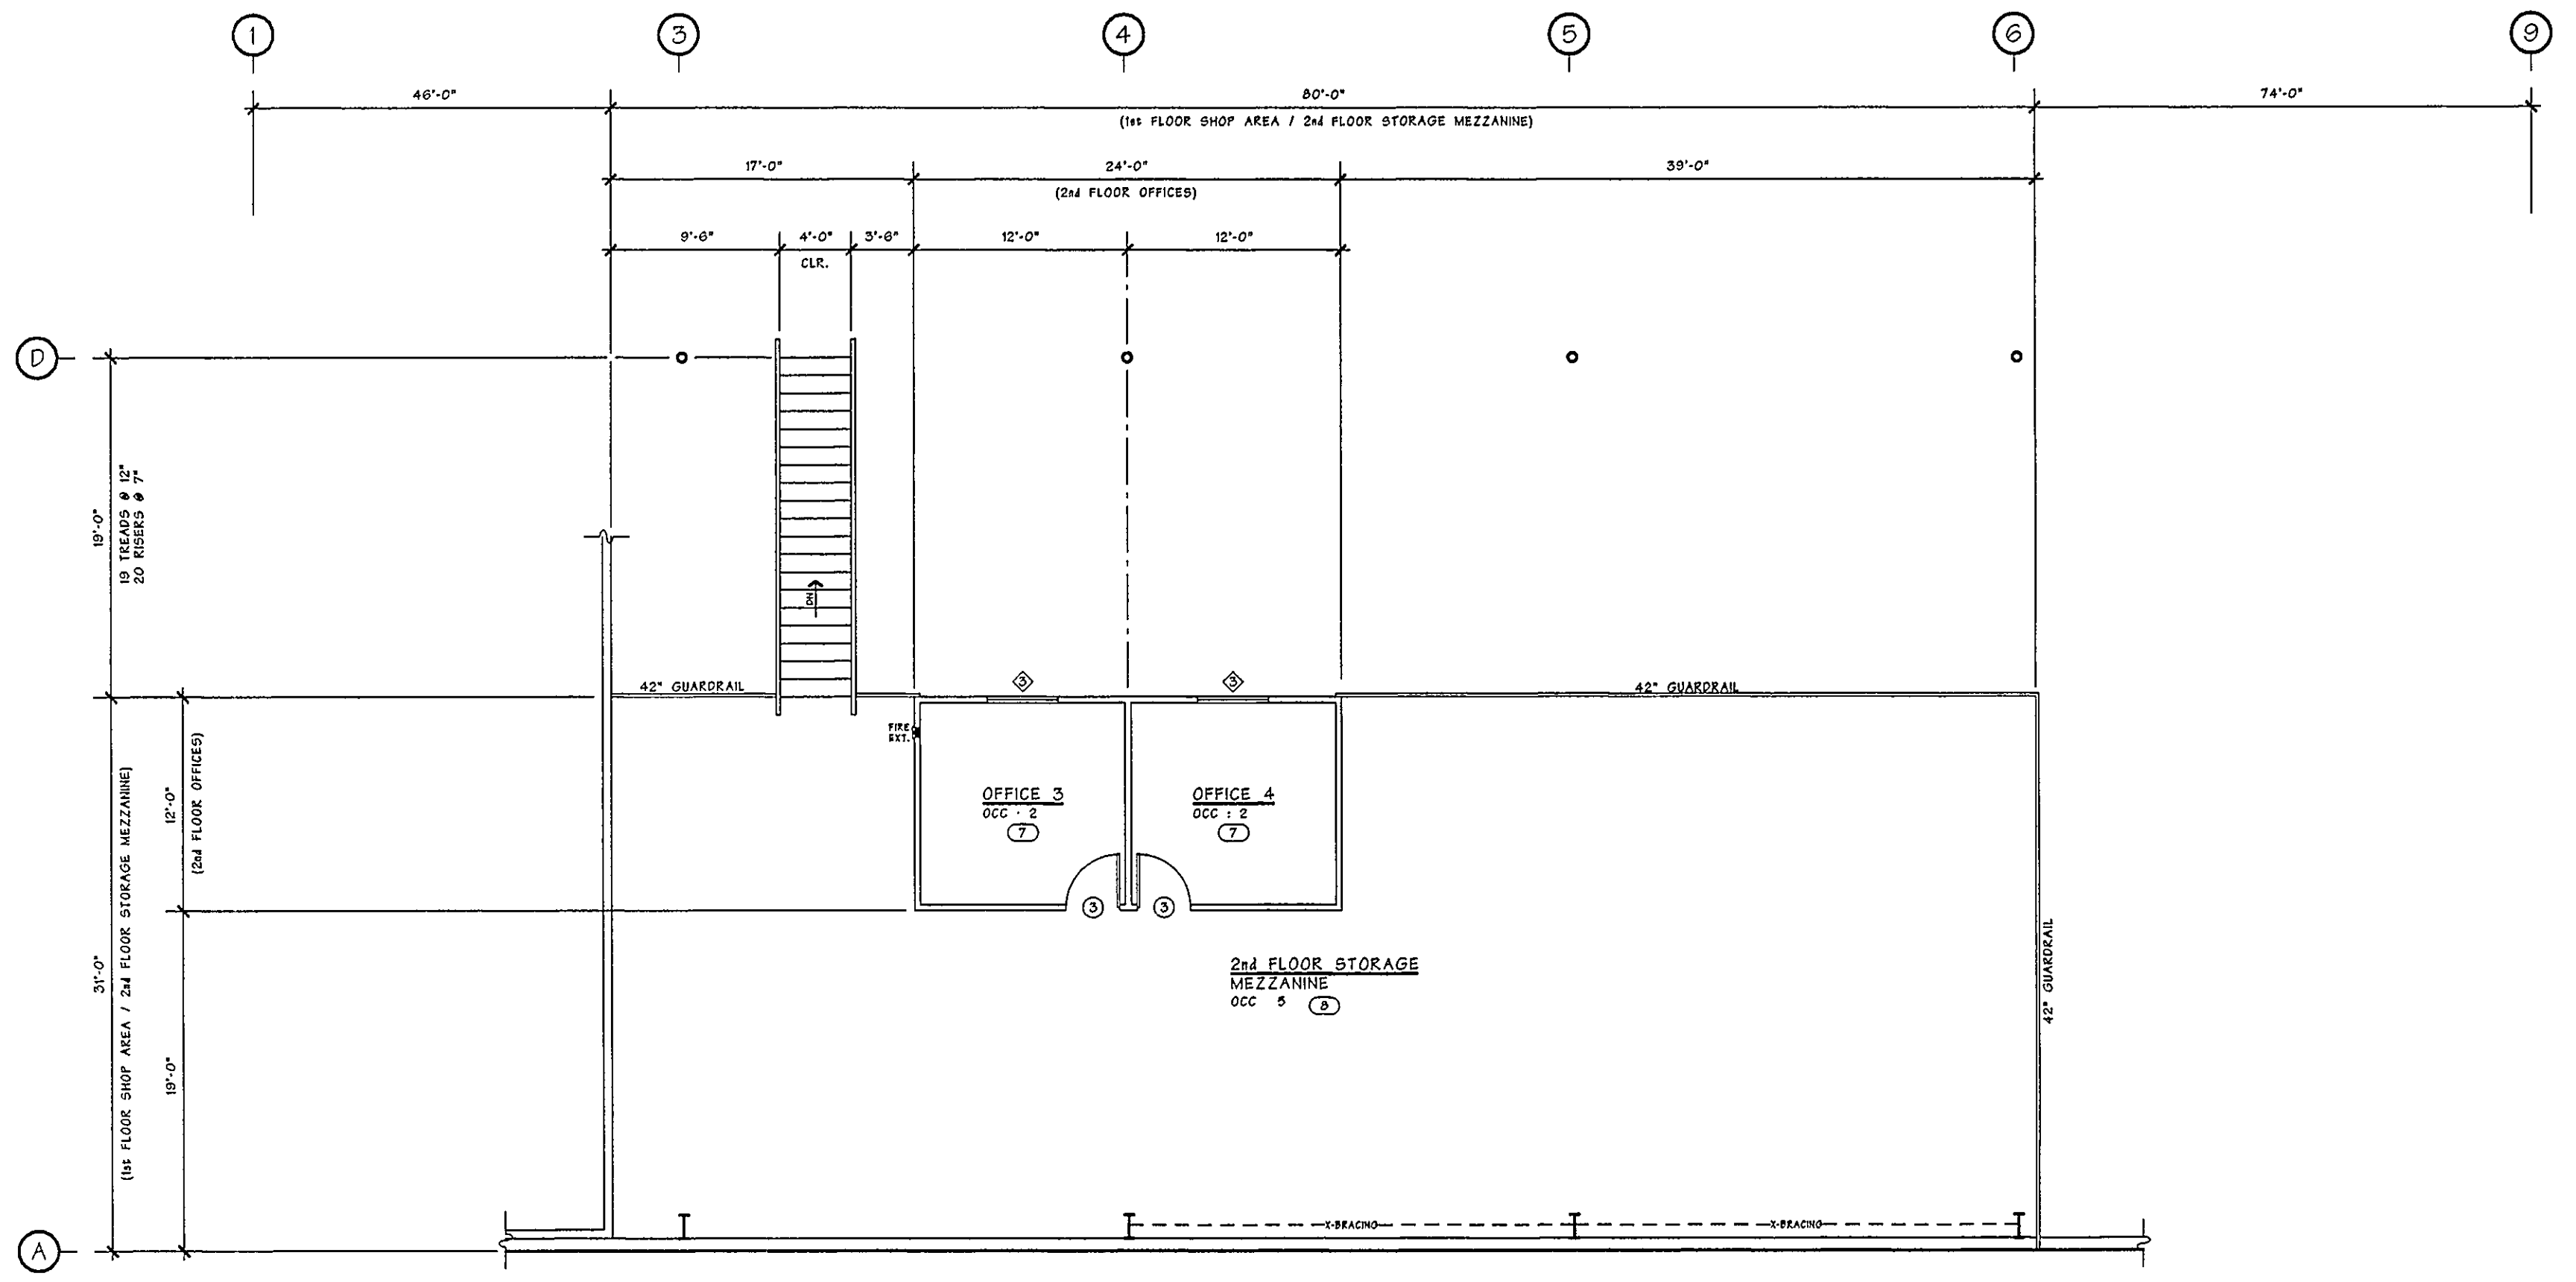 1 3 4 5 6 9
46'-0" 80'-0" 74'-0"
(1st FLOOR SHOP AREA / 2nd FLOOR STORAGE MEZZANINE)
17'-0" 24'-0" 39'-0"
(2nd FLOOR OFFICES)
9'-6" 4'-0" 3'-6" 12'-0" 12'-0"
CLR.
D
19'-0"
19 TREADS @ 12"
20 RISERS @ 7"
DN
42" GUARDRAIL
3
3
42" GUARDRAIL
FIRE
EXT.
12'-0"
(2nd FLOOR OFFICES)
OFFICE 3
OCC : 2
7
OFFICE 4
OCC : 2
7
3
3
31'-0"
(1st FLOOR SHOP AREA / 2nd FLOOR STORAGE MEZZANINE)
19'-0"
2nd FLOOR STORAGE
MEZZANINE
OCC 5 8
42" GUARDRAIL
X-BRACING X-BRACING
A